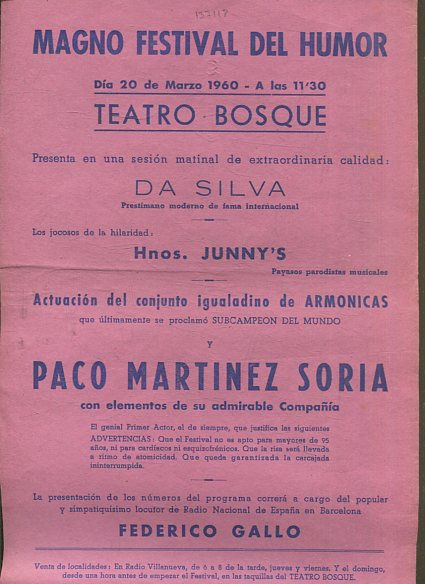 137117
MAGNO FESTIVAL DEL HUMOR
Día 20 de Marzo 1960 - A las 11'30
TEATRO BOSQUE
Presenta en una sesión matinal de extraordinaria calidad:
DA SILVA
Prestímano moderno de fama internacional
Los jocosos de la hilaridad:
Hnos. JUNNY'S
Payasos parodistas musicales
Actuación del conjunto igualadino de ARMONICAS
que últimamente se proclamó SUBCAMPEON DEL MUNDO
y
PACO MARTINEZ SORIA
con elementos de su admirable Compañía
El genial Primer Actor, el de siempre, que justifica las siguientes
ADVERTENCIAS: Que el Festival no es apto para mayores de 95
años, ni para cardíacos ni esquizofrénicos. Que la risa será llevada
a ritmo de atomicidad. Que queda garantizada la carcajada
ininterrumpida.
La presentación de los números del programa correrá a cargo del popular
y simpatiquísimo locutor de Radio Nacional de España en Barcelona
FEDERICO GALLO
Venta de localidades: En Radio Villanueva, de 6 a 8 de la tarde, jueves y viernes. Y el domingo,
desde una hora antes de empezar el Festival, en las taquillas del TEATRO BOSQUE.